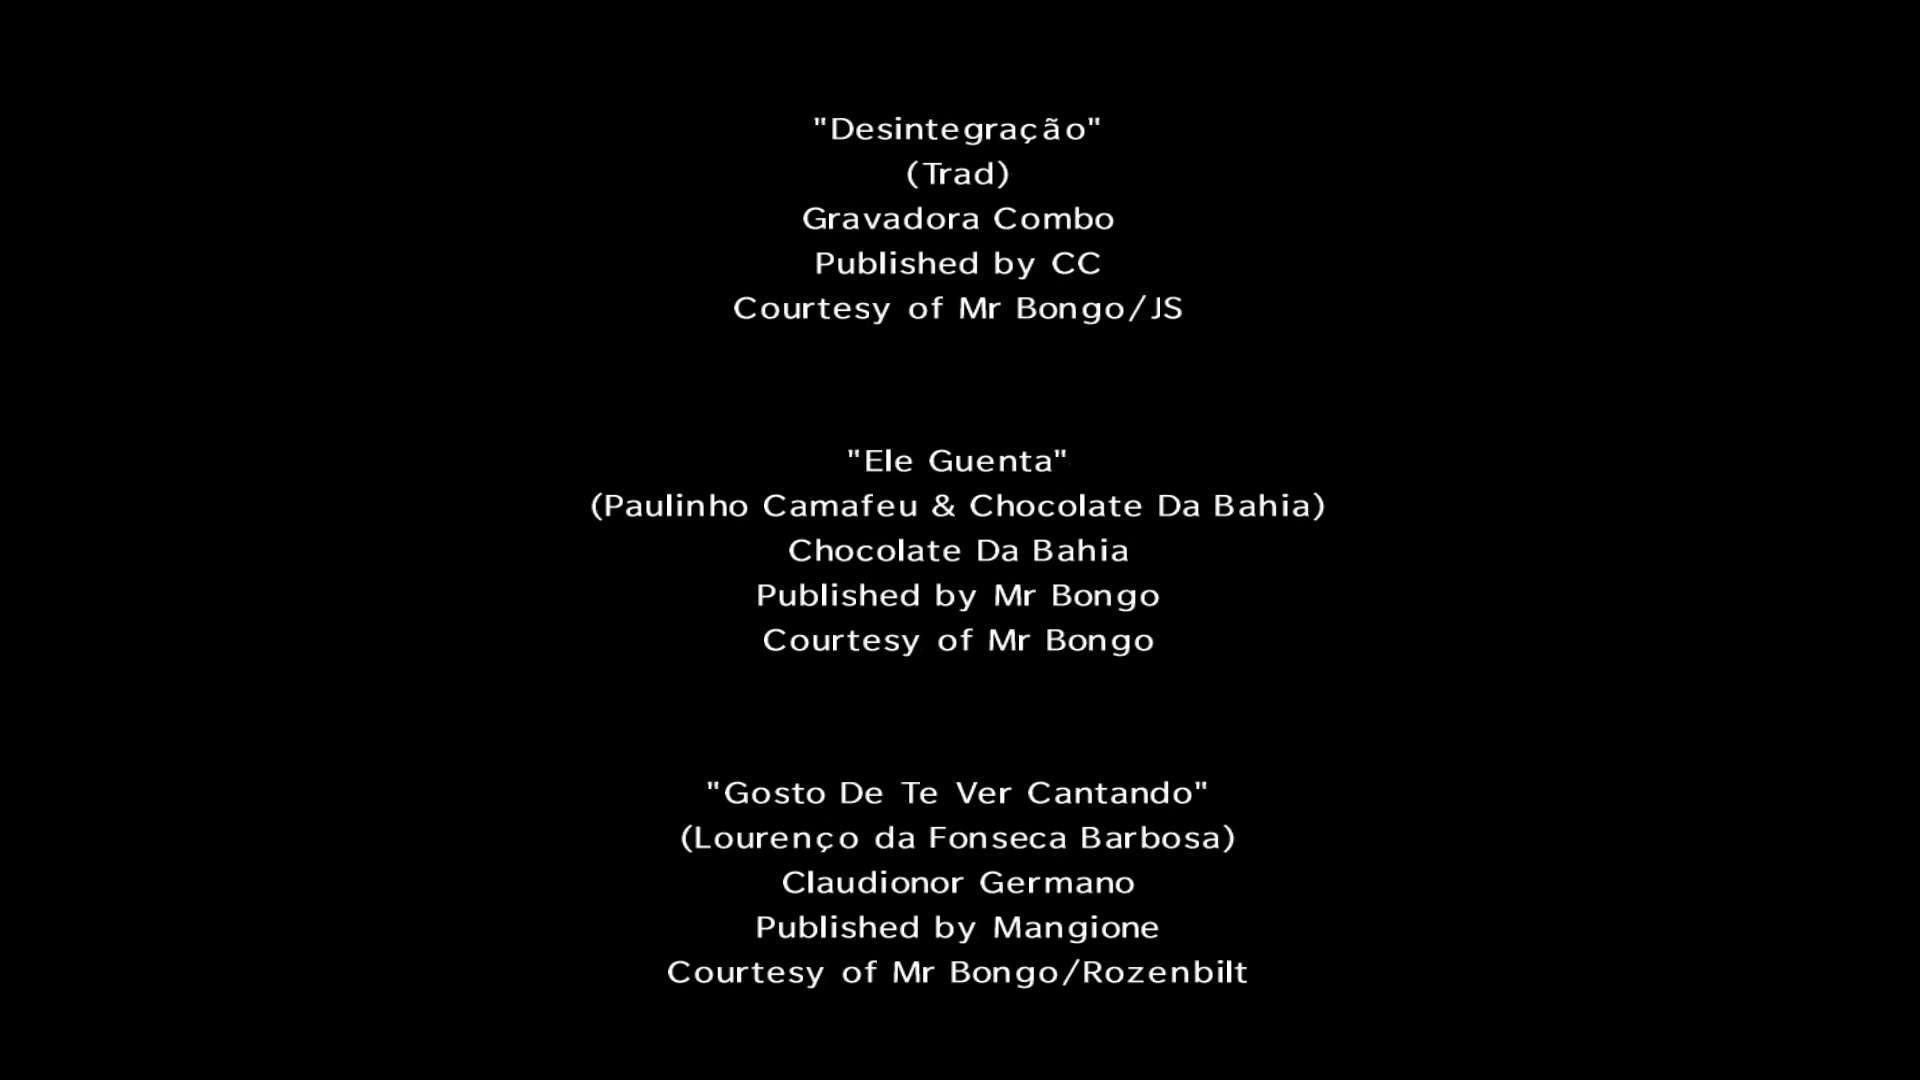 "Desintegração"
(Trad)
Gravadora Combo
Published by CC
Courtesy of Mr Bongo/JS
"Ele Guenta"
(Paulinho Camafeu & Chocolate Da Bahia)
Chocolate Da Bahia
Published by Mr Bongo
Courtesy of Mr Bongo
"Gosto De Te Ver Cantando"
(Lourenço da Fonseca Barbosa)
Claudionor Germano
Published by Mangione
Courtesy of Mr Bongo/Rozenbilt